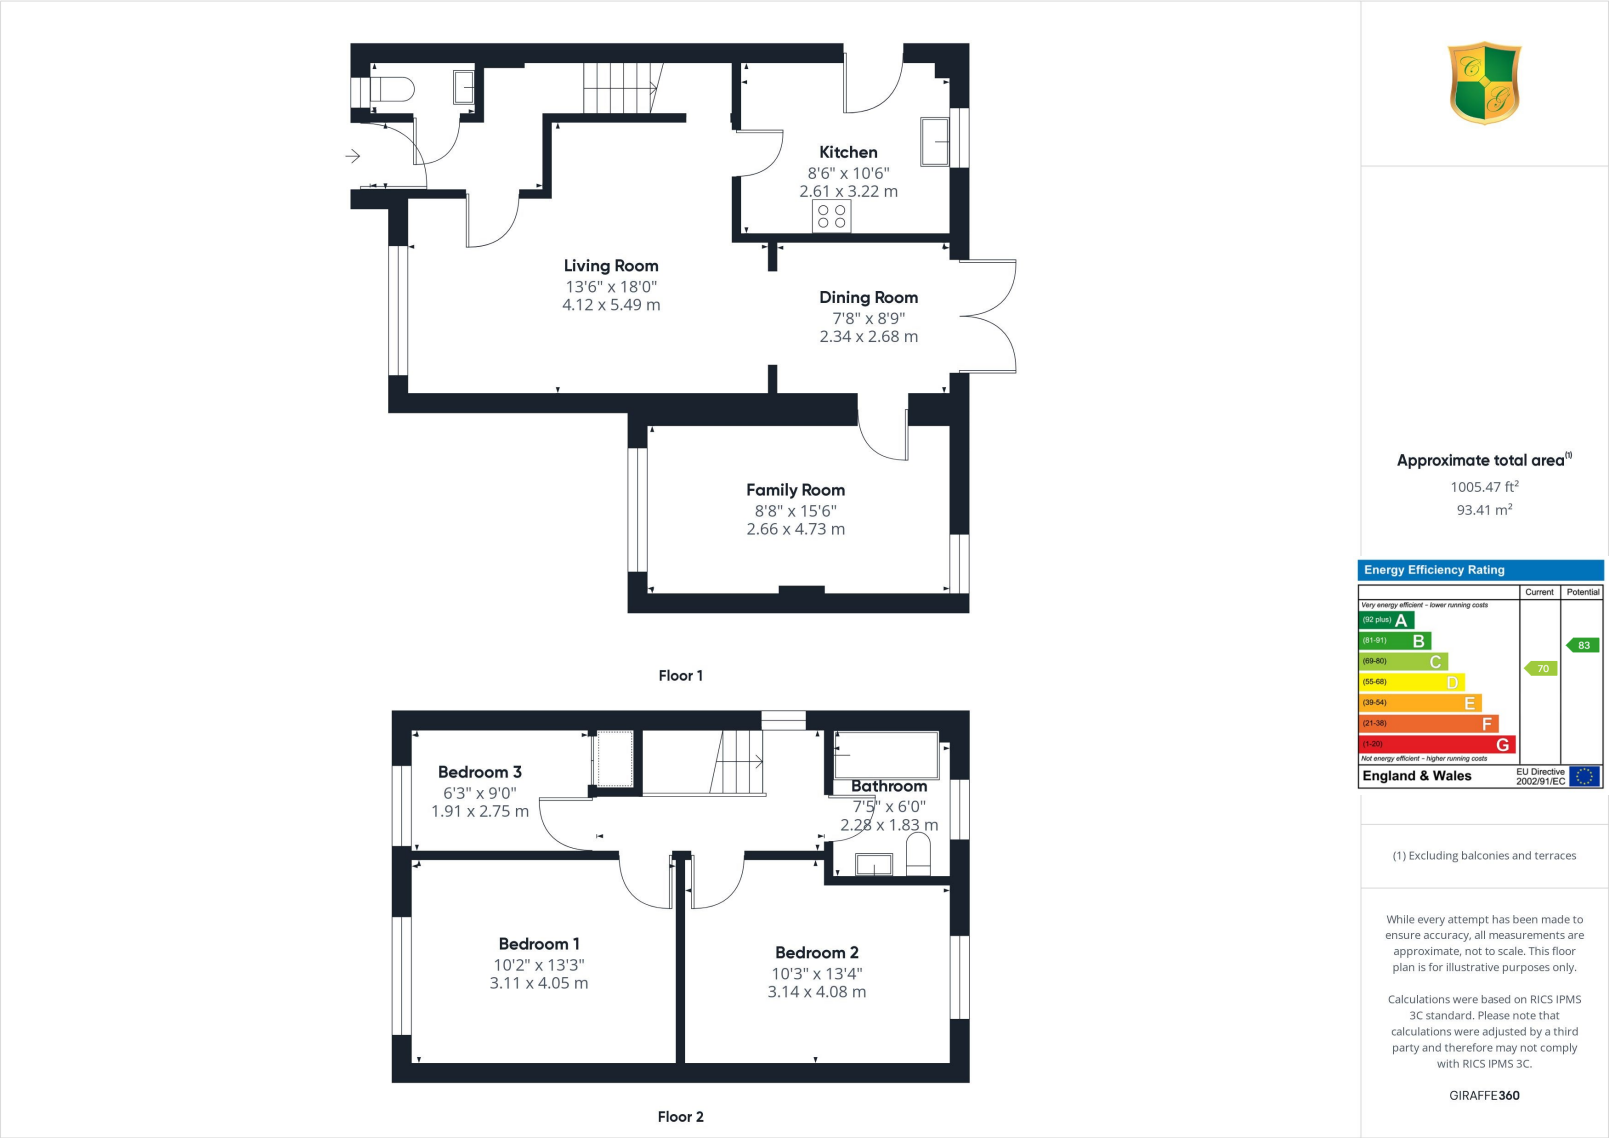 Kitchen
8'6" x 10'6"
2.61 x 3.22 m
Living Room
13'6" x 18'0"
4.12 x 5.49 m
Dining Room
7'8" x 8'9"
2.34 x 2.68 m
Family Room
8'8" x 15'6"
2.66 x 4.73 m
Floor 1
Bedroom 3
6'3" x 9'0"
1.91 x 2.75 m
Bathroom
7'5" x 6'0"
2.28 x 1.83 m
Bedroom 1
10'2" x 13'3"
3.11 x 4.05 m
Bedroom 2
10'3" x 13'4"
3.14 x 4.08 m
Floor 2
C
G
Approximate total area(1)
1005.47 ft²
93.41 m²
Energy Efficiency Rating
Current Potential
Very energy efficient – lower running costs
(92 plus) A
(81-91) B
83
(69-80) C
70
(55-68) D
(39-54) E
(21-38) F
(1-20) G
Not energy efficient – higher running costs
England & Wales
EU Directive
2002/91/EC
(1) Excluding balconies and terraces
While every attempt has been made to
ensure accuracy, all measurements are
approximate, not to scale. This floor
plan is for illustrative purposes only.
Calculations were based on RICS IPMS
3C standard. Please note that
calculations were adjusted by a third
party and therefore may not comply
with RICS IPMS 3C.
GIRAFFE360